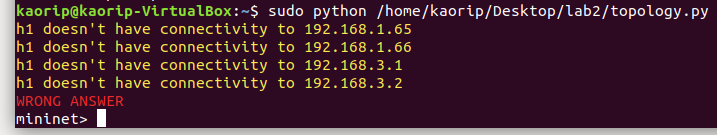 kaorip@kaorip-VirtualBox:~$ sudo python /home/kaorip/Desktop/lab2/topology.py
h1 doesn't have connectivity to 192.168.1.65
h1 doesn't have connectivity to 192.168.1.66
h1 doesn't have connectivity to 192.168.3.1
h1 doesn't have connectivity to 192.168.3.2
WRONG ANSWER
mininet>